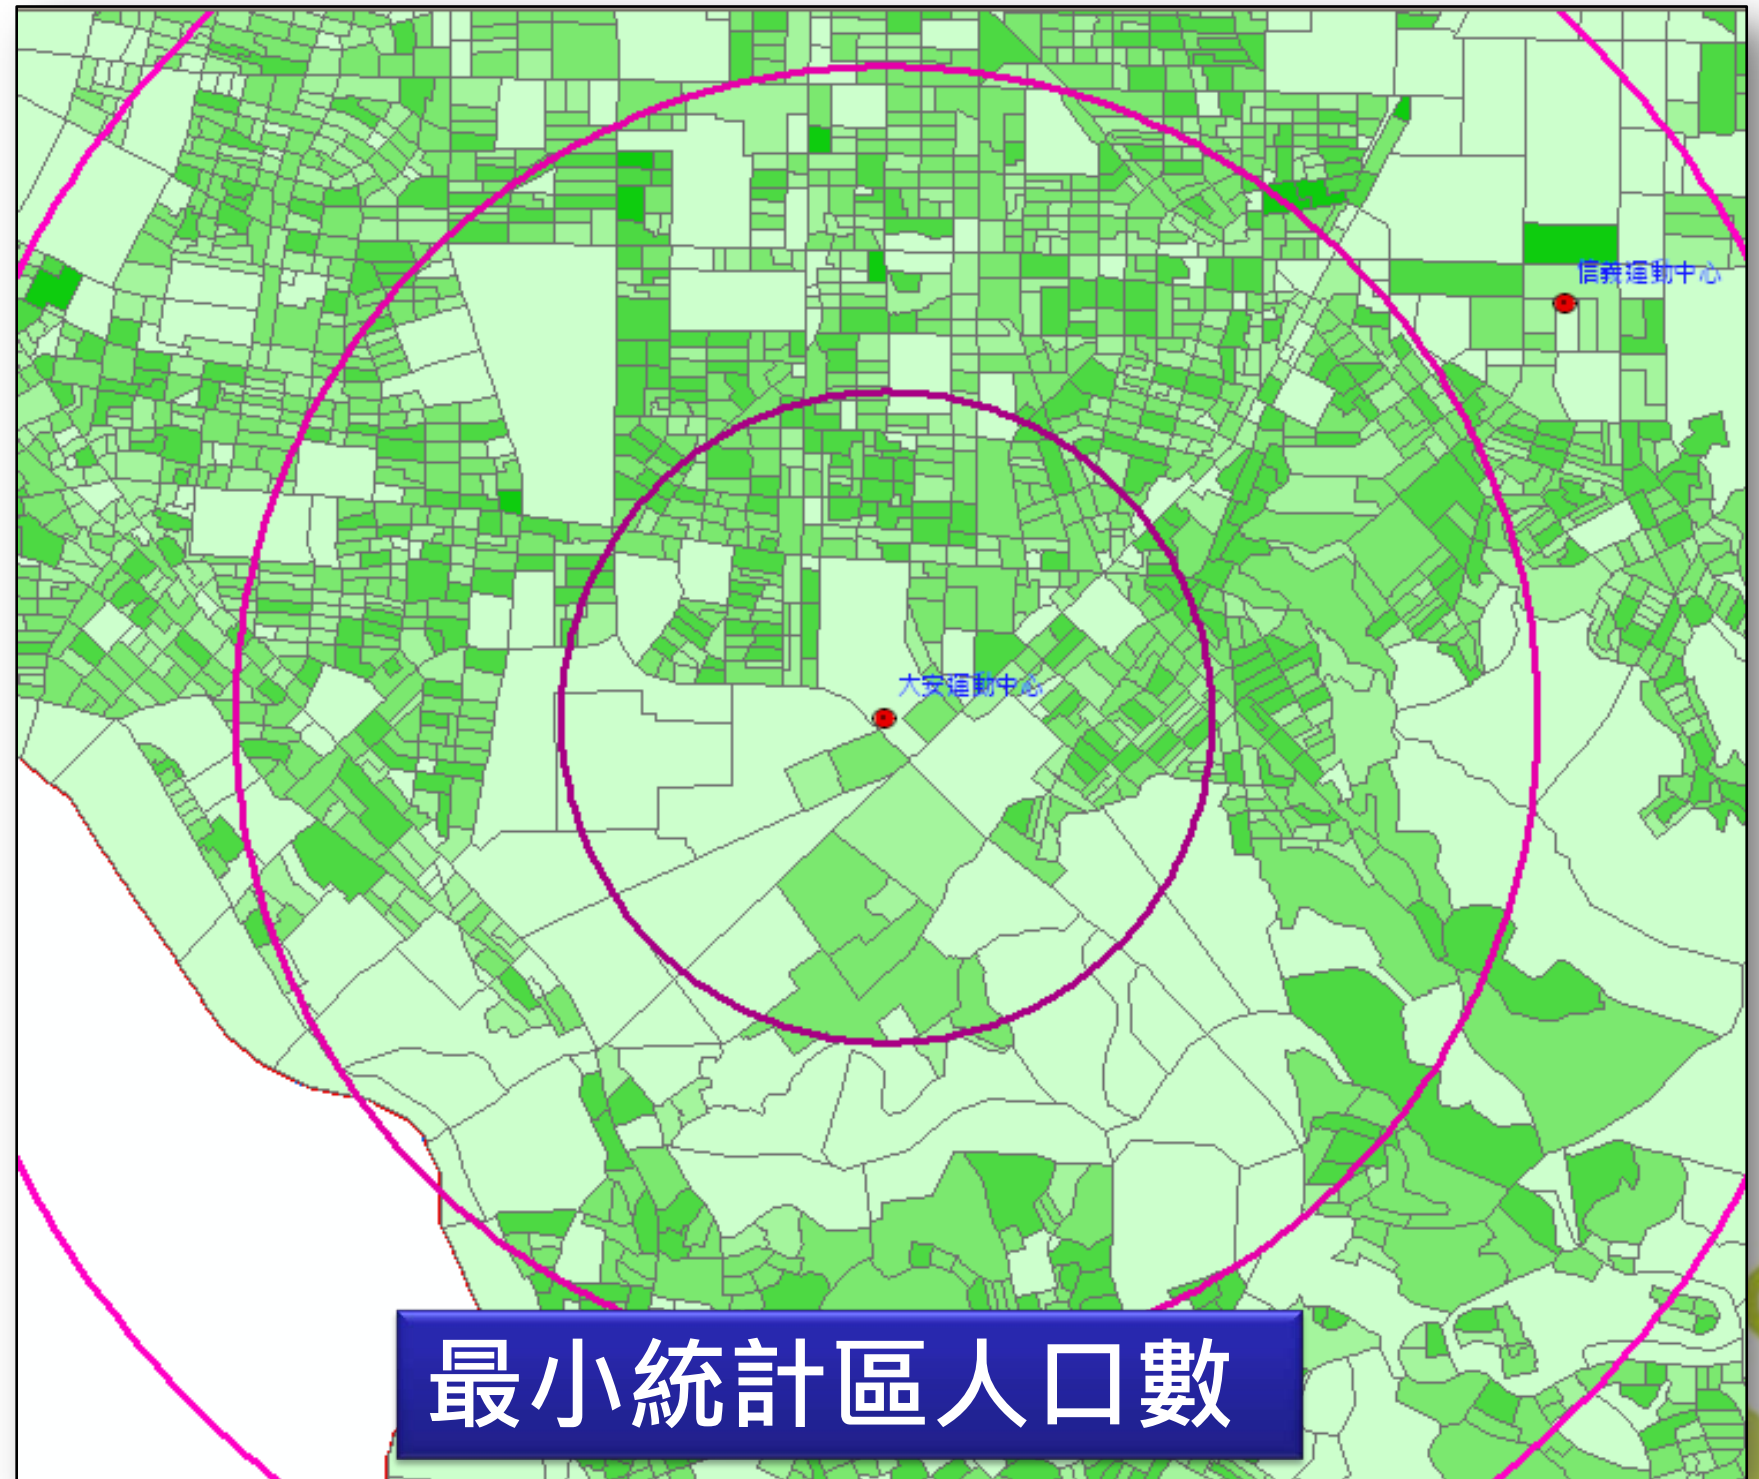 信義運動中心
大安運動中心
最小統計區人口數